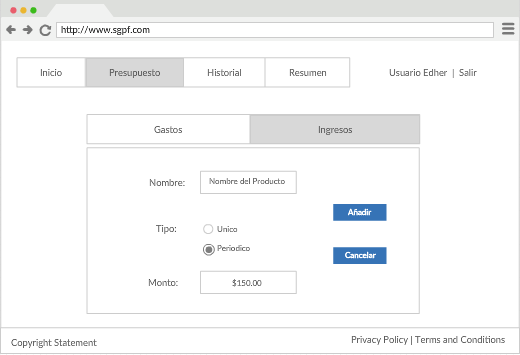 http://www.sgpf.com
Inicio Presupuesto Historial Resumen Usuario Edher | Salir
Gastos Ingresos
Nombre: Nombre del Producto
Añadir
Tipo: Unico
Periodico
Cancelar
Monto: $150.00
Copyright Statement Privacy Policy | Terms and Conditions